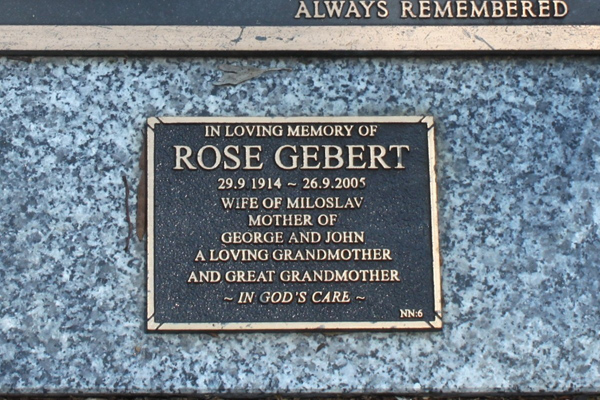 ALWAYS REMEMBERED
IN LOVING MEMORY OF
ROSE GEBERT
29.9 1914 ~ 26.9.2005
WIFE OF MILOSLAV
MOTHER OF
GEORGE AND JOHN
A LOVING GRANDMOTHER
AND GREAT GRANDMOTHER
~ IN GOD'S CARE ~
NN:6